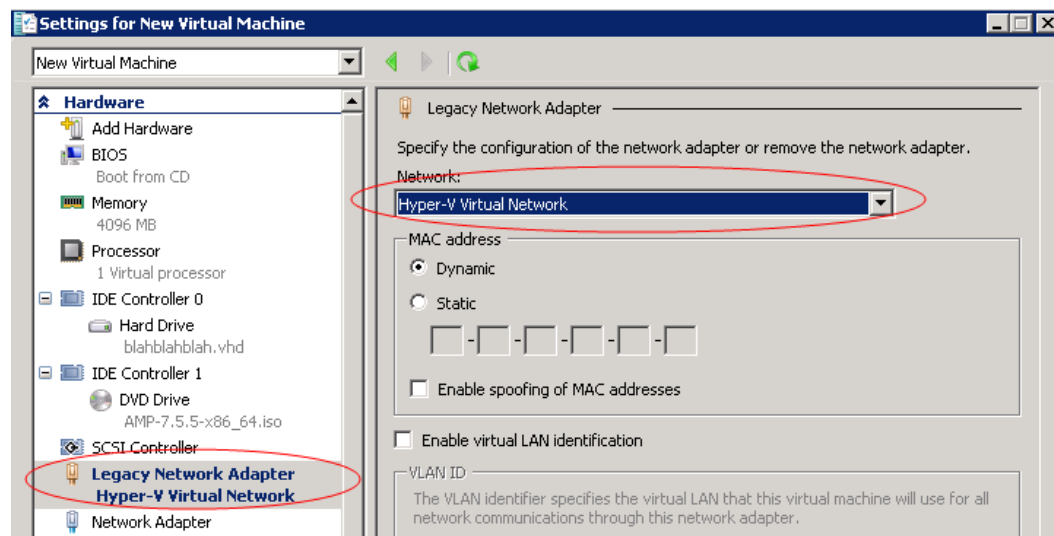 Settings for New Virtual Machine
New Virtual Machine
Hardware
Add Hardware
BIOS
Boot from CD
Memory
4096 MB
Processor
1 Virtual processor
IDE Controller 0
Hard Drive
blahblahblah.vhd
IDE Controller 1
DVD Drive
AMP-7.5.5-x86_64.iso
SCSI Controller
Legacy Network Adapter
Hyper-V Virtual Network
Network Adapter
Legacy Network Adapter
Specify the configuration of the network adapter or remove the network adapter.
Network:
Hyper-V Virtual Network
MAC address
Dynamic
Static
- - - - -
Enable spoofing of MAC addresses
Enable virtual LAN identification
VLAN ID
The VLAN identifier specifies the virtual LAN that this virtual machine will use for all
network communications through this network adapter.